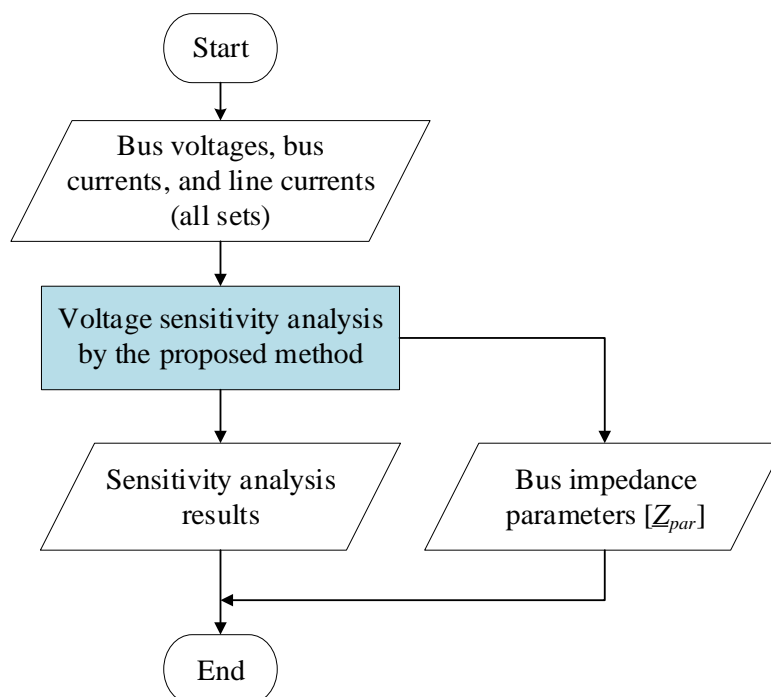 Start
Bus voltages, bus
currents, and line currents
(all sets)
Voltage sensitivity analysis
by the proposed method
Sensitivity analysis
results
Bus impedance
parameters [Z_par]
End